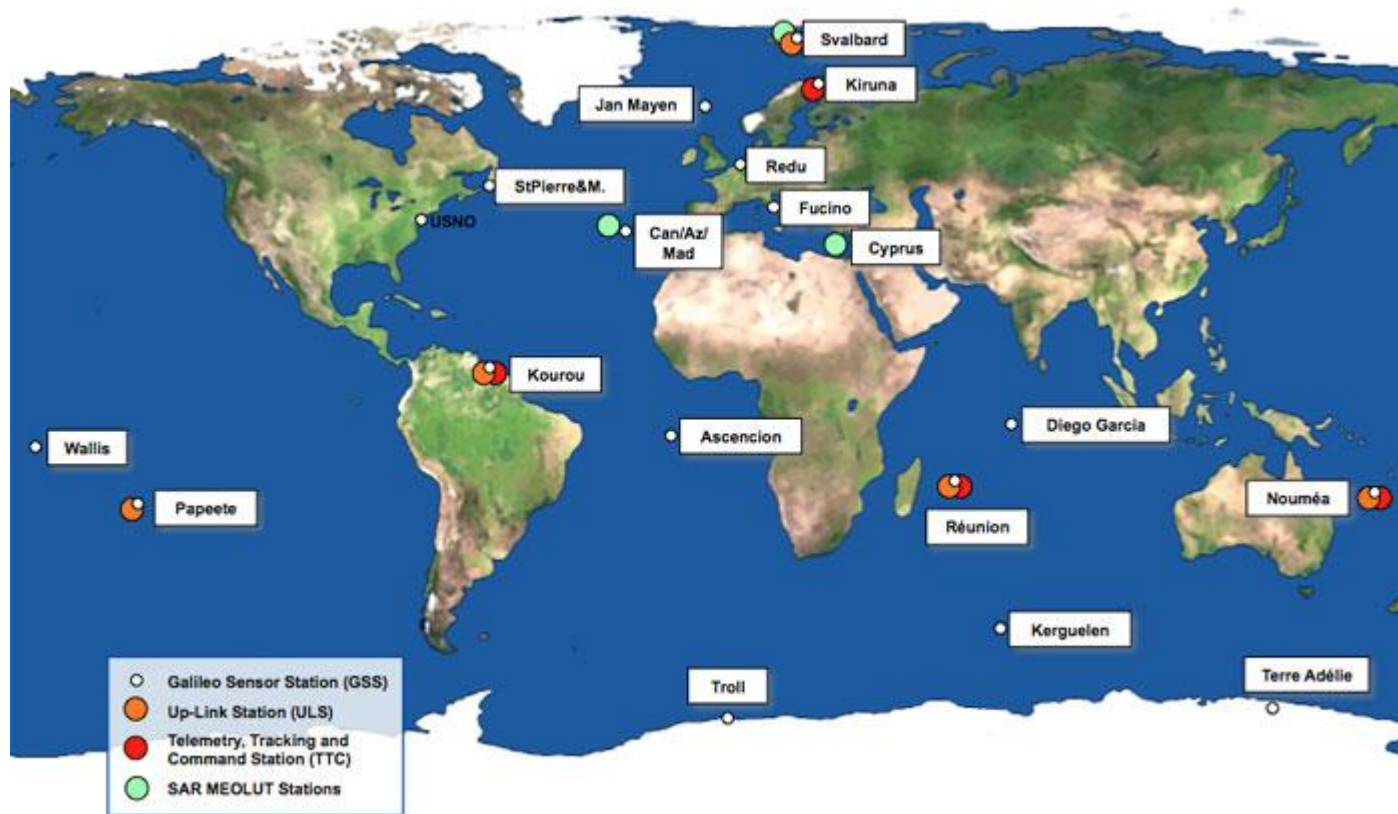 Svalbard
Kiruna
Jan Mayen
Redu
StPierre&M.
Fucino
USNO
Can/Az/
Mad
Cyprus
Kourou
Diego Garcia
Ascencion
Wallis
Papeete
Nouméa
Réunion
Kerguelen
Troll
Terre Adélie
Galileo Sensor Station (GSS)
Up-Link Station (ULS)
Telemetry, Tracking and
Command Station (TTC)
SAR MEOLUT Stations